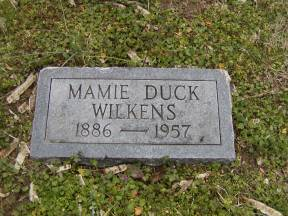 MAMIE DUCK
WILKENS
1886 — 1957